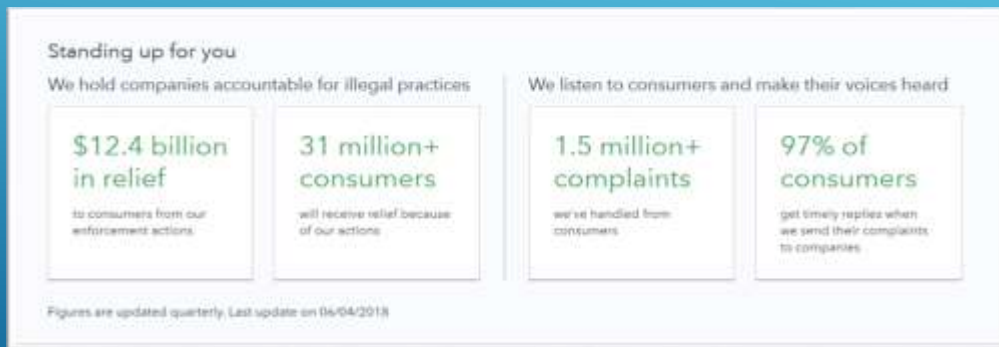 Standing up for you
We hold companies accountable for illegal practices
$12.4 billion
in relief
to consumers from our
enforcement actions
31 million+
consumers
will receive relief because
of our actions
We listen to consumers and make their voices heard
1.5 million+
complaints
we've handled from
consumers
97% of
consumers
get timely replies when
we send their complaints
to companies
Figures are updated quarterly. Last update on 06/04/2018